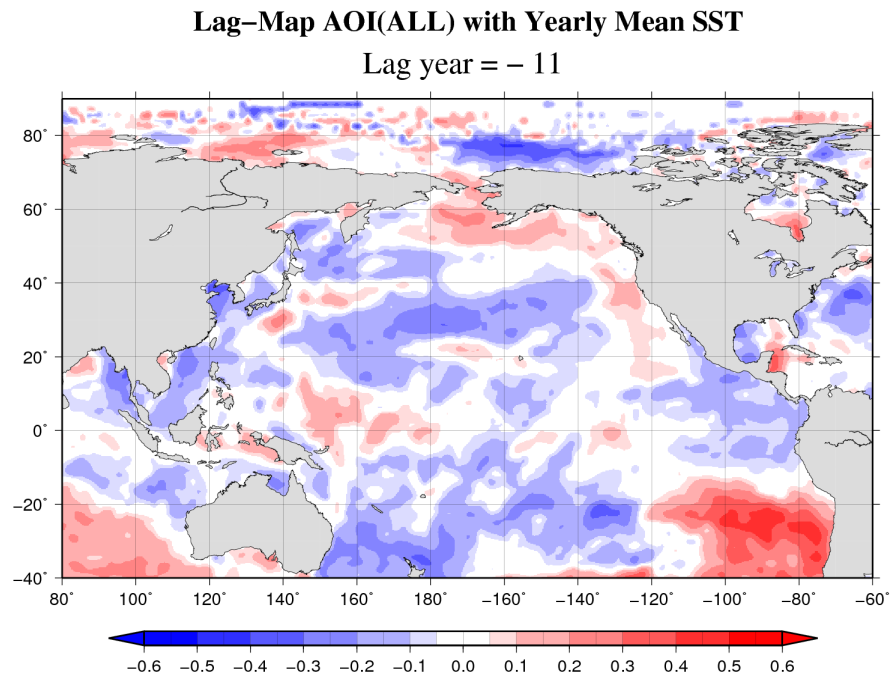 Lag−Map AOI(ALL) with Yearly Mean SST
Lag year = − 11
80˚
60˚
40˚
20˚
0˚
−20˚
−40˚
80 100 120 140 160 180 −160 −140 −120 −100 −80 −60˚
−0.6 −0.5 −0.4 −0.3 −0.2 −0.1 0.0 0.1 0.2 0.3 0.4 0.5 0.6